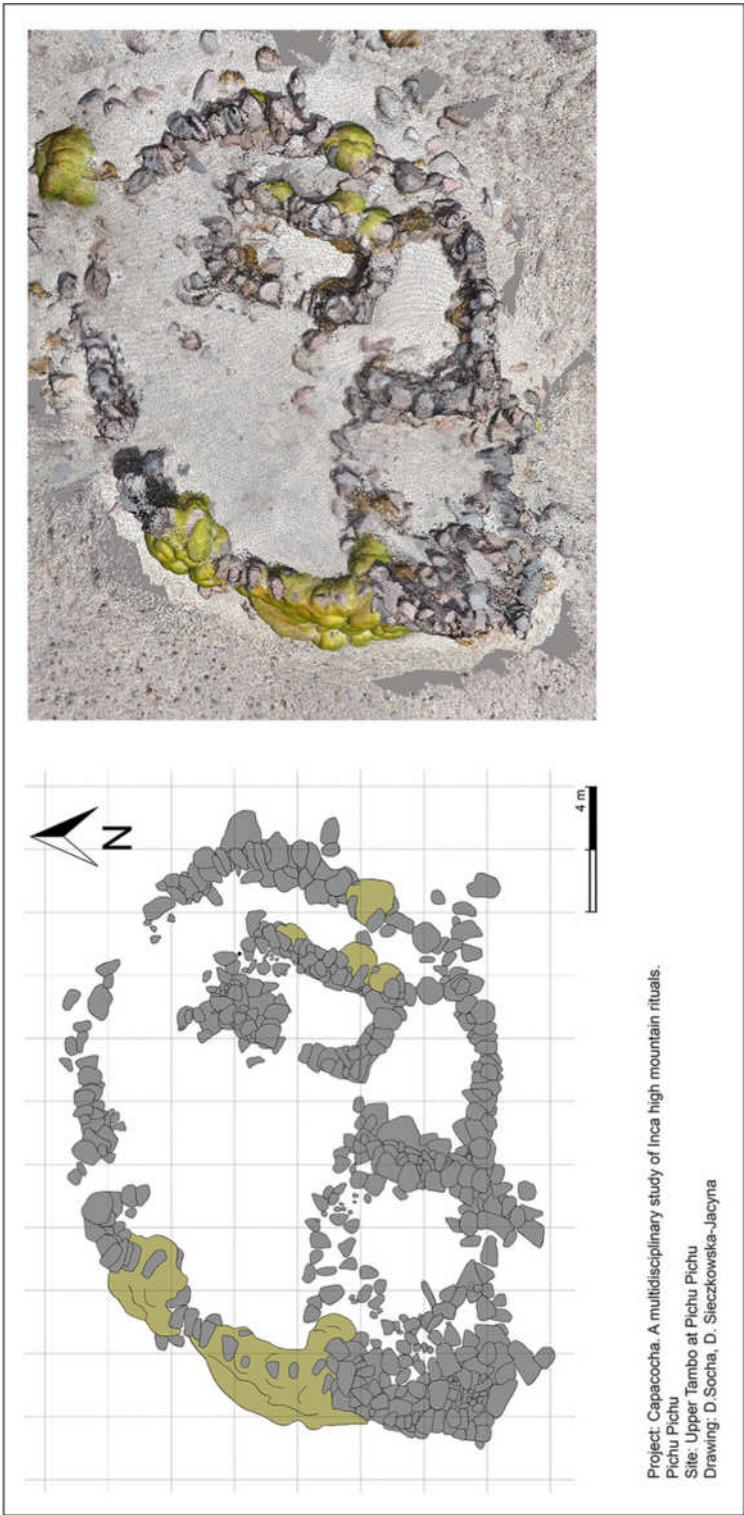 N
4 m
Project: Capacocha. A multidisciplinary study of Inca high mountain rituals.
Pichu Pichu
Site: Upper Tambo at Pichu Pichu
Drawing: D.Socha, D. Sieczkowska-Jacyna